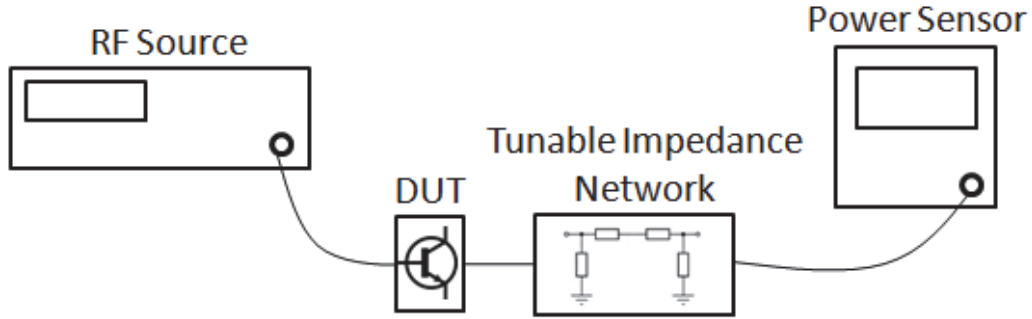 RF Source
Power Sensor
Tunable Impedance
Network
DUT